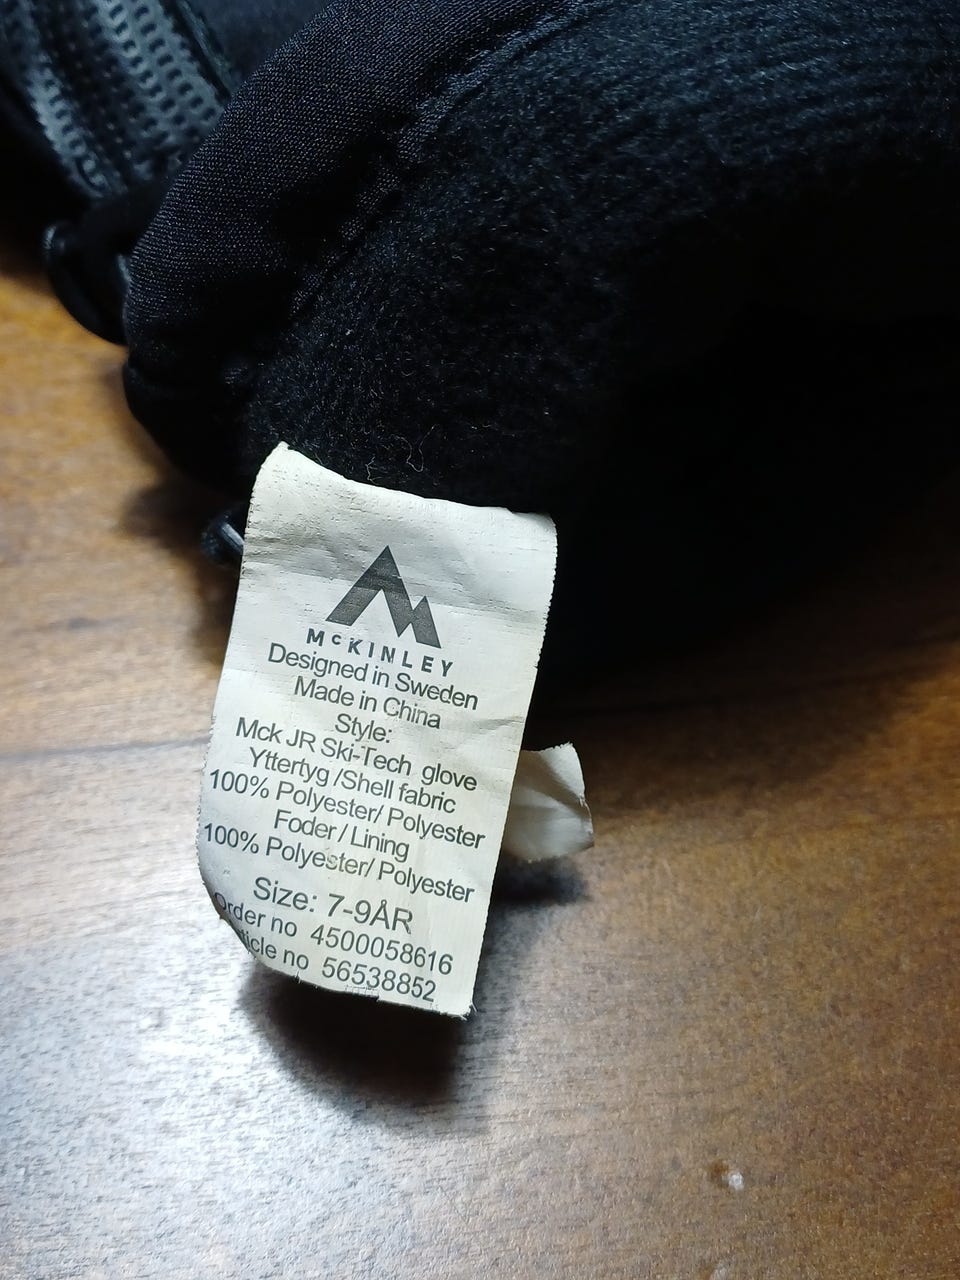 McKINLEY
Designed in Sweden
Made in China
Style:
Mck JR Ski-Tech glove
Yttertyg /Shell fabric
100% Polyester/ Polyester
Foder / Lining
100% Polyester/ Polyester
Size: 7-9ÅR
Order no 4500058616
no 56538852